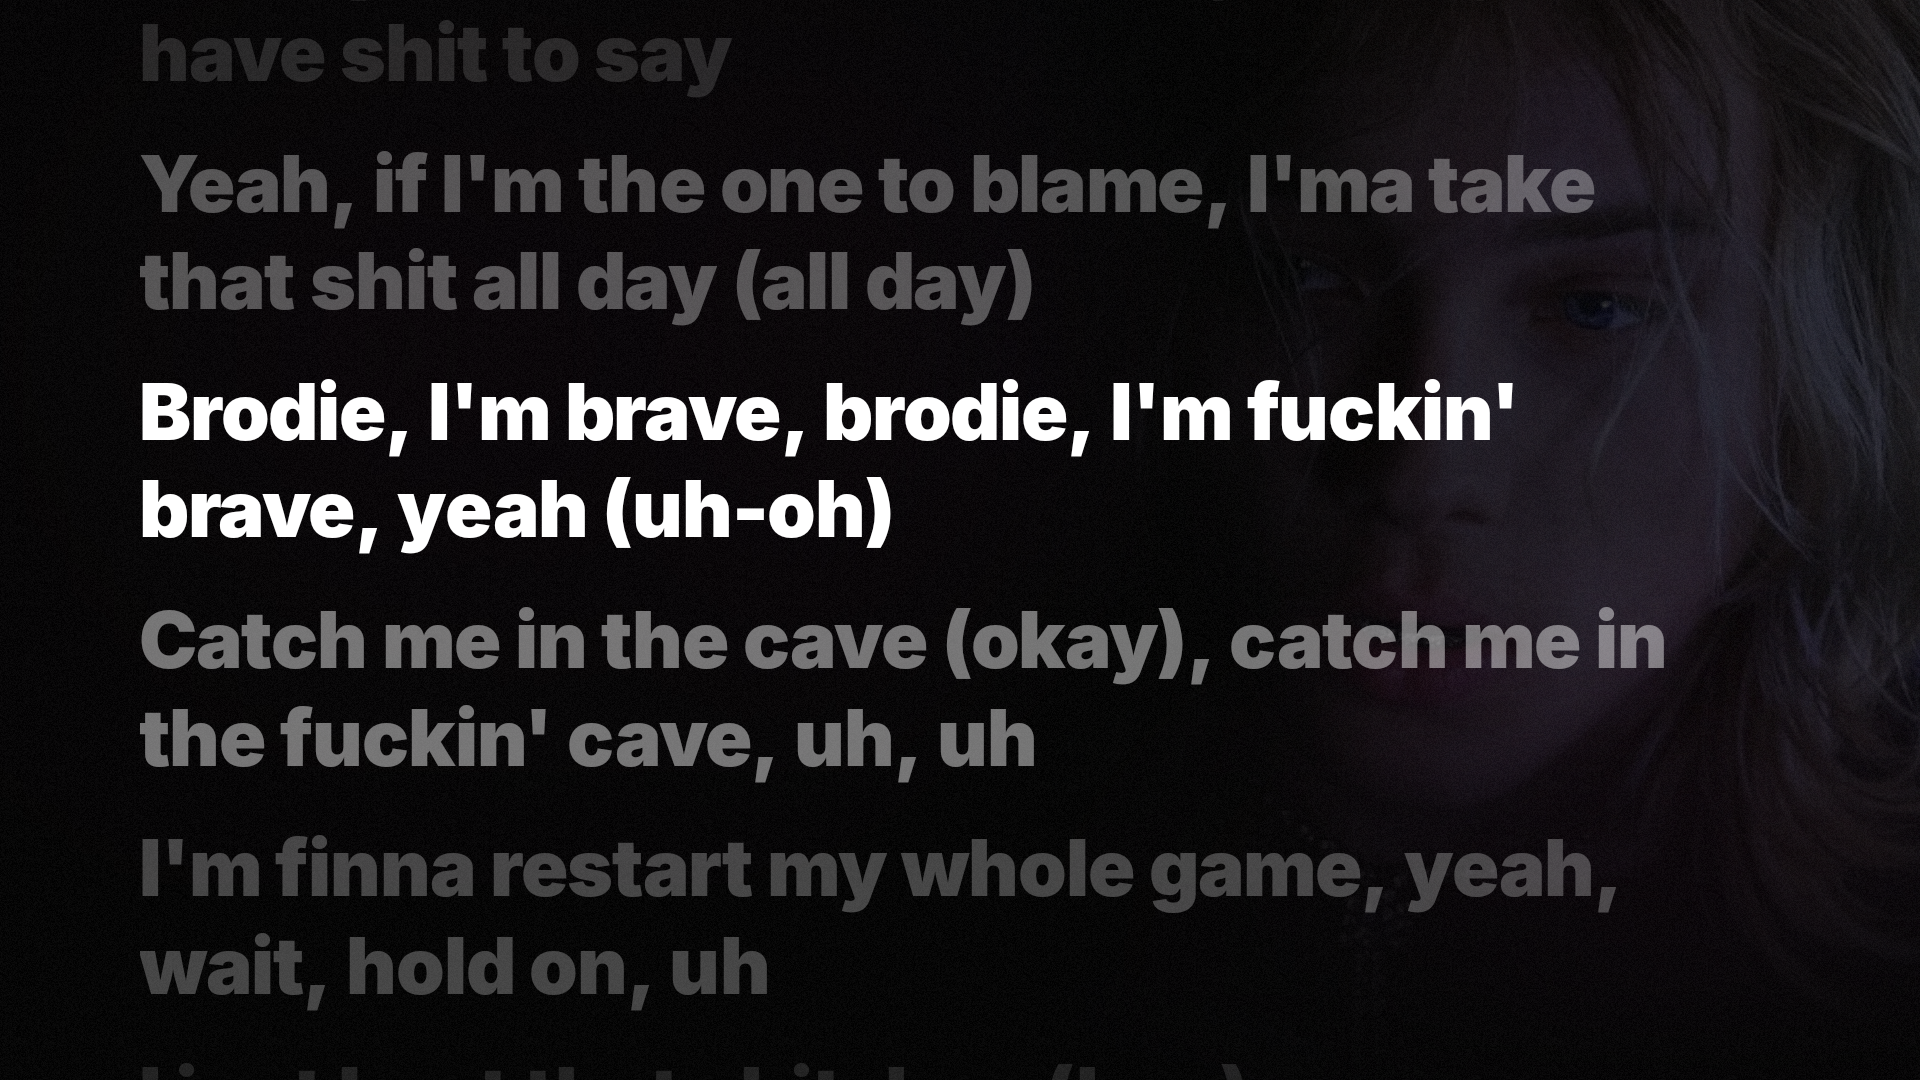 have shit to say
Yeah, if I'm the one to blame, I'ma take
that shit all day (all day)
Brodie, I'm brave, brodie, I'm fuckin'
brave, yeah (uh-oh)
Catch me in the cave (okay), catch me in
the fuckin' cave, uh, uh
I'm finna restart my whole game, yeah,
wait, hold on, uh